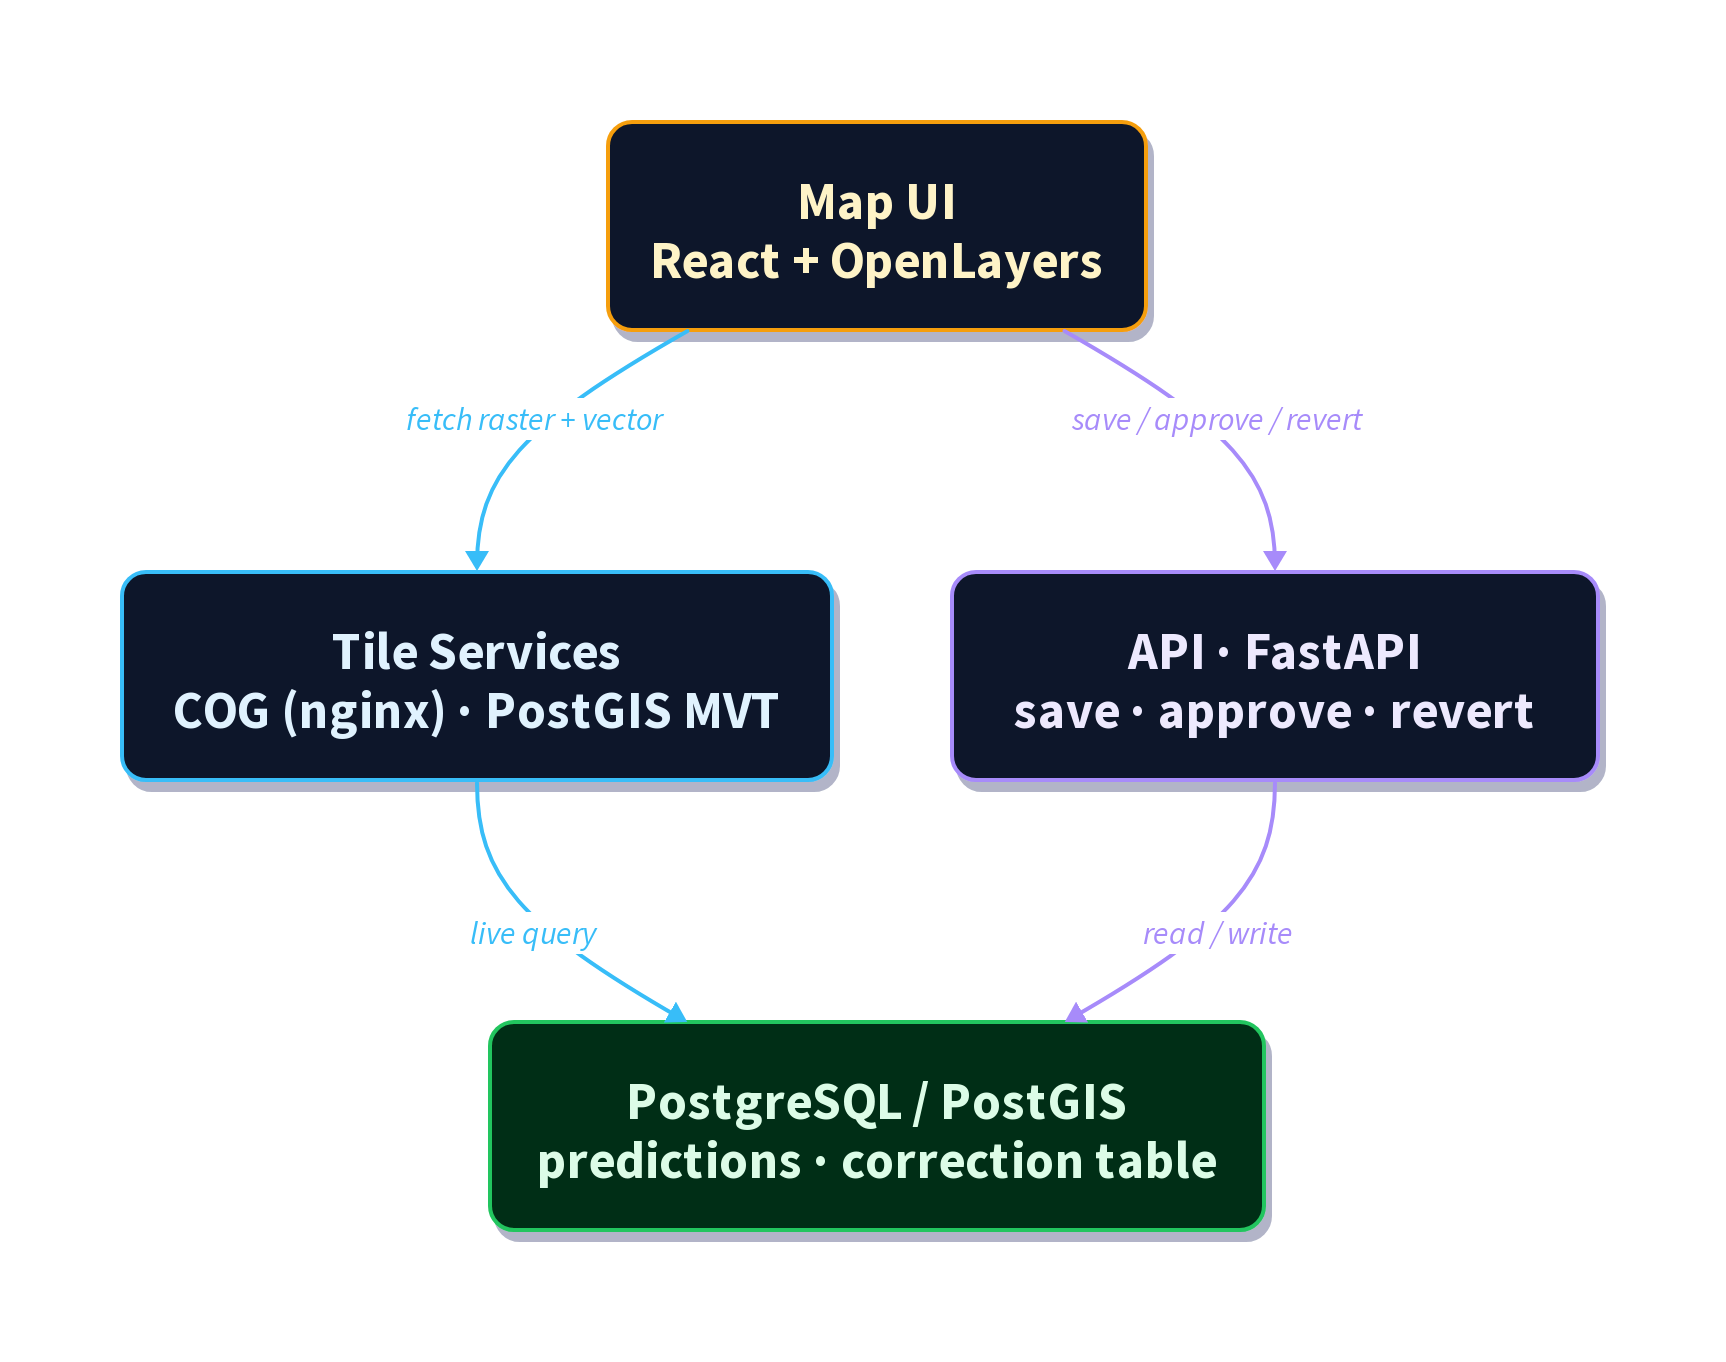 Map UI
React + OpenLayers
fetch raster + vector
save / approve / revert
Tile Services
COG (nginx) · PostGIS MVT
API · FastAPI
save · approve · revert
live query
read / write
PostgreSQL / PostGIS
predictions · correction table